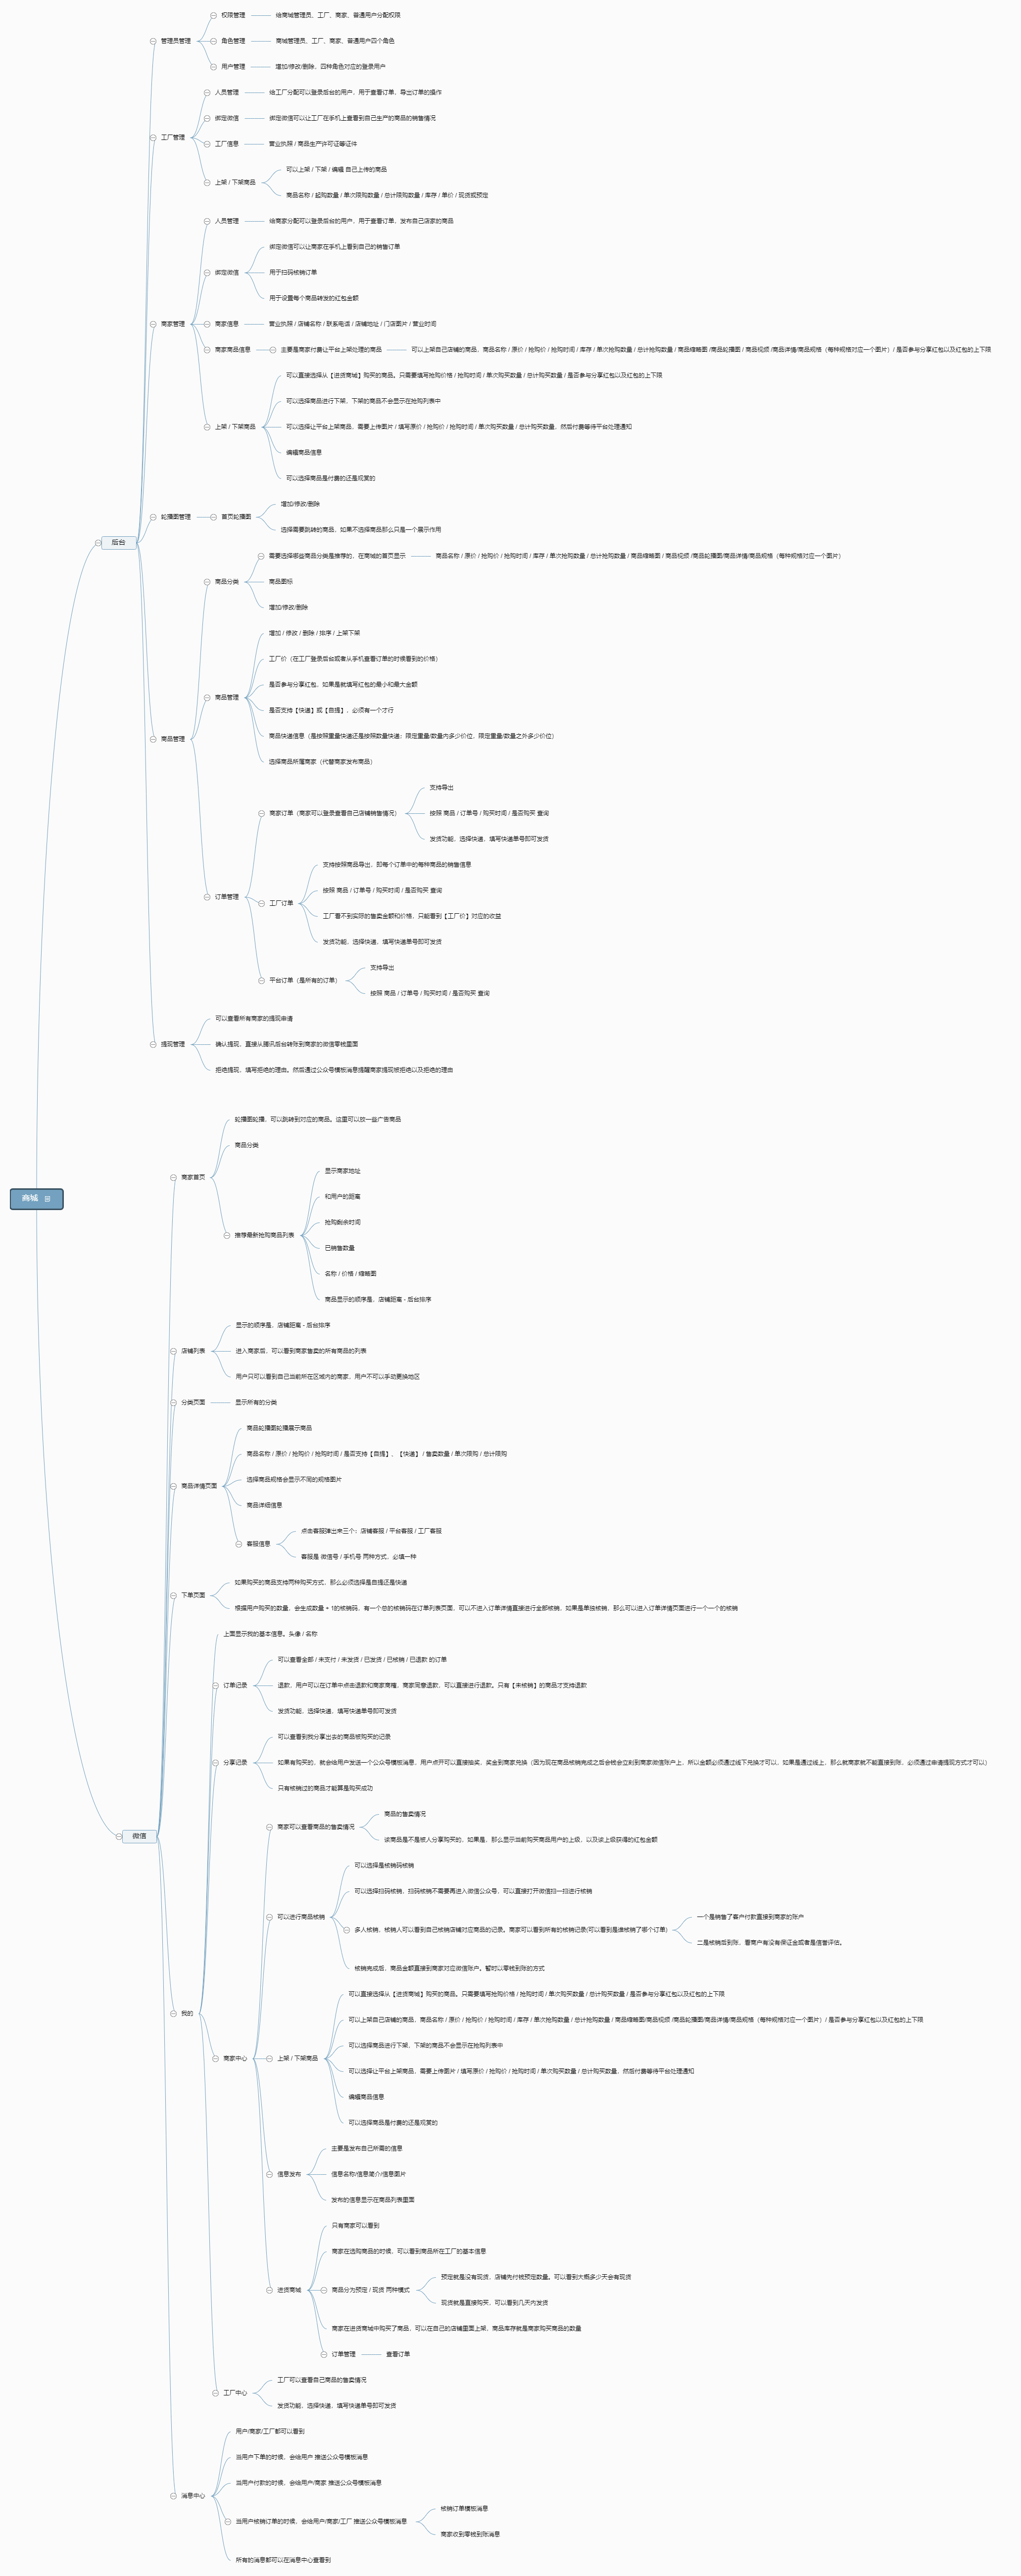 权限管理
给商城管理员、工厂、商家、普通用户分配权限
管理员管理
角色管理
商城管理员、工厂、商家、普通用户四个角色
用户管理
增加/修改/删除，四种角色对应的登录用户
人员管理
给工厂分配可以登录后台的用户，用于查看订单、导出订单的操作
绑定微信
绑定微信可以让工厂在手机上查看到自己生产的商品的销售情况
工厂管理
工厂信息
营业执照 / 商品生产许可证等证件
上架 / 下架商品
可以上架 / 下架 / 编辑 自己上传的商品
商品名称 / 起购数量 / 单次限购数量 / 总计限购数量 / 库存 / 单价 / 现货或预定
人员管理
给商家分配可以登录后台的用户，用于查看订单、发布自己店家的商品
绑定微信
绑定微信可以让商家在手机上看到自己的销售订单
用于扫码核销订单
用于设置每个商品转发的红包金额
商家管理
商家信息
营业执照 / 店铺名称 / 联系电话 / 店铺地址 / 门店图片 / 营业时间
商家商品信息
主要是商家付费让平台上架处理的商品
可以上架自己店铺的商品，商品名称 / 原价 / 抢购价 / 抢购时间 / 库存 / 单次抢购数量 / 总计抢购数量 / 商品缩略图 /商品轮播图 / 商品视频 /商品详情/商品规格（每种规格对应一个图片）/ 是否参与分享红包以及红包的上下限
上架 / 下架商品
可以直接选择从【进货商城】购买的商品。只需要填写抢购价格 / 抢购时间 / 单次购买数量 / 总计购买数量 / 是否参与分享红包以及红包的上下限
可以选择商品进行下架、下架的商品不会显示在抢购列表中
可以选择让平台上架商品，需要上传图片 / 填写原价 / 抢购价 / 抢购时间 / 单次购买数量 / 总计购买数量，然后付费等待平台处理通知
编辑商品信息
可以选择商品是付费的还是观赏的
轮播图管理
首页轮播图
增加/修改/删除
选择需要跳转的商品，如果不选择商品那么只是一个展示作用
后台
商品分类
需要选择哪些商品分类是推荐的，在商城的首页显示
商品名称 / 原价 / 抢购价 / 抢购时间 / 库存 / 单次抢购数量 / 总计抢购数量 / 商品缩略图 / 商品视频 /商品轮播图/商品详情/商品规格（每种规格对应一个图片）
商品图标
增加/修改/删除
商品管理
商品管理
增加 / 修改 / 删除 / 排序 / 上架下架
工厂价（在工厂登录后台或者从手机查看订单的时候看到的价格）
是否参与分享红包，如果是就填写红包的最小和最大金额
是否支持【快递】或【自提】，必须有一个才行
商品快递信息（是按照重量快递还是按照数量快递：限定重量/数量内多少价位，限定重量/数量之外多少价位）
选择商品所属商家（代替商家发布商品）
订单管理
商家订单（商家可以登录查看自己店铺销售情况）
支持导出
按照 商品 / 订单号 / 购买时间 / 是否购买 查询
发货功能，选择快递，填写快递单号即可发货
工厂订单
支持按照商品导出，即每个订单中的每种商品的销售信息
按照 商品 / 订单号 / 购买时间 / 是否购买 查询
工厂看不到实际的售卖金额和价格，只能看到【工厂价】对应的收益
发货功能，选择快递，填写快递单号即可发货
平台订单（是所有的订单）
支持导出
按照 商品 / 订单号 / 购买时间 / 是否购买 查询
提现管理
可以查看所有商家的提现申请
确认提现，直接从腾讯后台转账到商家的微信零钱里面
拒绝提现，填写拒绝的理由。然后通过公众号模板消息提醒商家提现被拒绝以及拒绝的理由
商城
商家首页
轮播图轮播，可以跳转到对应的商品。这里可以放一些广告商品
商品分类
推荐最新抢购商品列表
显示商家地址
和用户的距离
抢购剩余时间
已销售数量
名称 / 价格 / 缩略图
商品显示的顺序是，店铺距离 - 后台排序
店铺列表
显示的顺序是，店铺距离 - 后台排序
进入商家后，可以看到商家售卖的所有商品的列表
用户只可以看到自己当前所在区域内的商家，用户不可以手动更换地区
分类页面
显示所有的分类
商品详情页面
商品轮播图轮播展示商品
商品名称 / 原价 / 抢购价 / 抢购时间 / 是否支持【自提】、【快递】 / 售卖数量 / 单次限购 / 总计限购
选择商品规格会显示不同的规格图片
商品详细信息
客服信息
点击客服弹出来三个：店铺客服 / 平台客服 / 工厂客服
客服是 微信号 / 手机号 两种方式，必填一种
下单页面
如果购买的商品支持两种购买方式，那么必须选择是自提还是快递
根据用户购买的数量，会生成数量 + 1的核销码，有一个总的核销码在订单列表页面，可以不进入订单详情直接进行全部核销，如果是单独核销，那么可以进入订单详情页面进行一个一个的核销
微信
我的
上面显示我的基本信息。头像 / 名称
订单记录
可以查看全部 / 未支付 / 未发货 / 已发货 / 已核销 / 已退款 的订单
退款，用户可以在订单中点击退款和商家商榷，商家同意退款，可以直接进行退款。只有【未核销】的商品才支持退款
发货功能，选择快递，填写快递单号即可发货
分享记录
可以查看到我分享出去的商品被购买的记录
如果有购买的，就会给用户发送一个公众号模板消息，用户点开可以直接抽奖，奖金到商家兑换（因为现在商品核销完成之后会钱会立刻到商家微信账户上，所以金额必须通过线下兑换才可以，如果是通过线上，那么就商家就不能直接到账，必须通过申请提现方式才可以）
只有核销过的商品才能算是购买成功
商家中心
商家可以查看商品的售卖情况
商品的售卖情况
该商品是不是被人分享购买的，如果是，那么显示当前购买商品用户的上级，以及该上级获得的红包金额
可以进行商品核销
可以选择是核销码核销
可以选择扫码核销，扫码核销不需要再进入微信公众号，可以直接打开微信扫一扫进行核销
多人核销，核销人可以看到自己核销店铺对应商品的记录。商家可以看到所有的核销记录(可以看到是谁核销了哪个订单)
一个是销售了客户付款直接到商家的账户
二是核销后到账，看商户有没有保证金或者是信誉评估。
核销完成后，商品金额直接到商家对应微信账户。暂时以零钱到账的方式
上架 / 下架商品
可以直接选择从【进货商城】购买的商品。只需要填写抢购价格 / 抢购时间 / 单次购买数量 / 总计购买数量 / 是否参与分享红包以及红包的上下限
可以上架自己店铺的商品，商品名称 / 原价 / 抢购价 / 抢购时间 / 库存 / 单次抢购数量 / 总计抢购数量 / 商品缩略图/商品视频 /商品轮播图/商品详情/商品规格（每种规格对应一个图片）/ 是否参与分享红包以及红包的上下限
可以选择商品进行下架、下架的商品不会显示在抢购列表中
可以选择让平台上架商品，需要上传图片 / 填写原价 / 抢购价 / 抢购时间 / 单次购买数量 / 总计购买数量，然后付费等待平台处理通知
编辑商品信息
可以选择商品是付费的还是观赏的
信息发布
主要是发布自己所需的信息
信息名称/信息简介/信息图片
发布的信息显示在商品列表里面
进货商城
只有商家可以看到
商家在选购商品的时候，可以看到商品所在工厂的基本信息
商品分为预定 / 现货 两种模式
预定就是没有现货，店铺先付钱预定数量。可以看到大概多少天会有现货
现货就是直接购买，可以看到几天内发货
商家在进货商城中购买了商品，可以在自己的店铺里面上架，商品库存就是商家购买商品的数量
订单管理
查看订单
工厂中心
工厂可以查看自己商品的售卖情况
发货功能，选择快递，填写快递单号即可发货
消息中心
用户/商家/工厂都可以看到
当用户下单的时候，会给用户 推送公众号模板消息
当用户付款的时候，会给用户/商家 推送公众号模板消息
当用户核销订单的时候，会给用户/商家/工厂 推送公众号模板消息
核销订单模板消息
商家收到零钱到账消息
所有的消息都可以在消息中心查看到